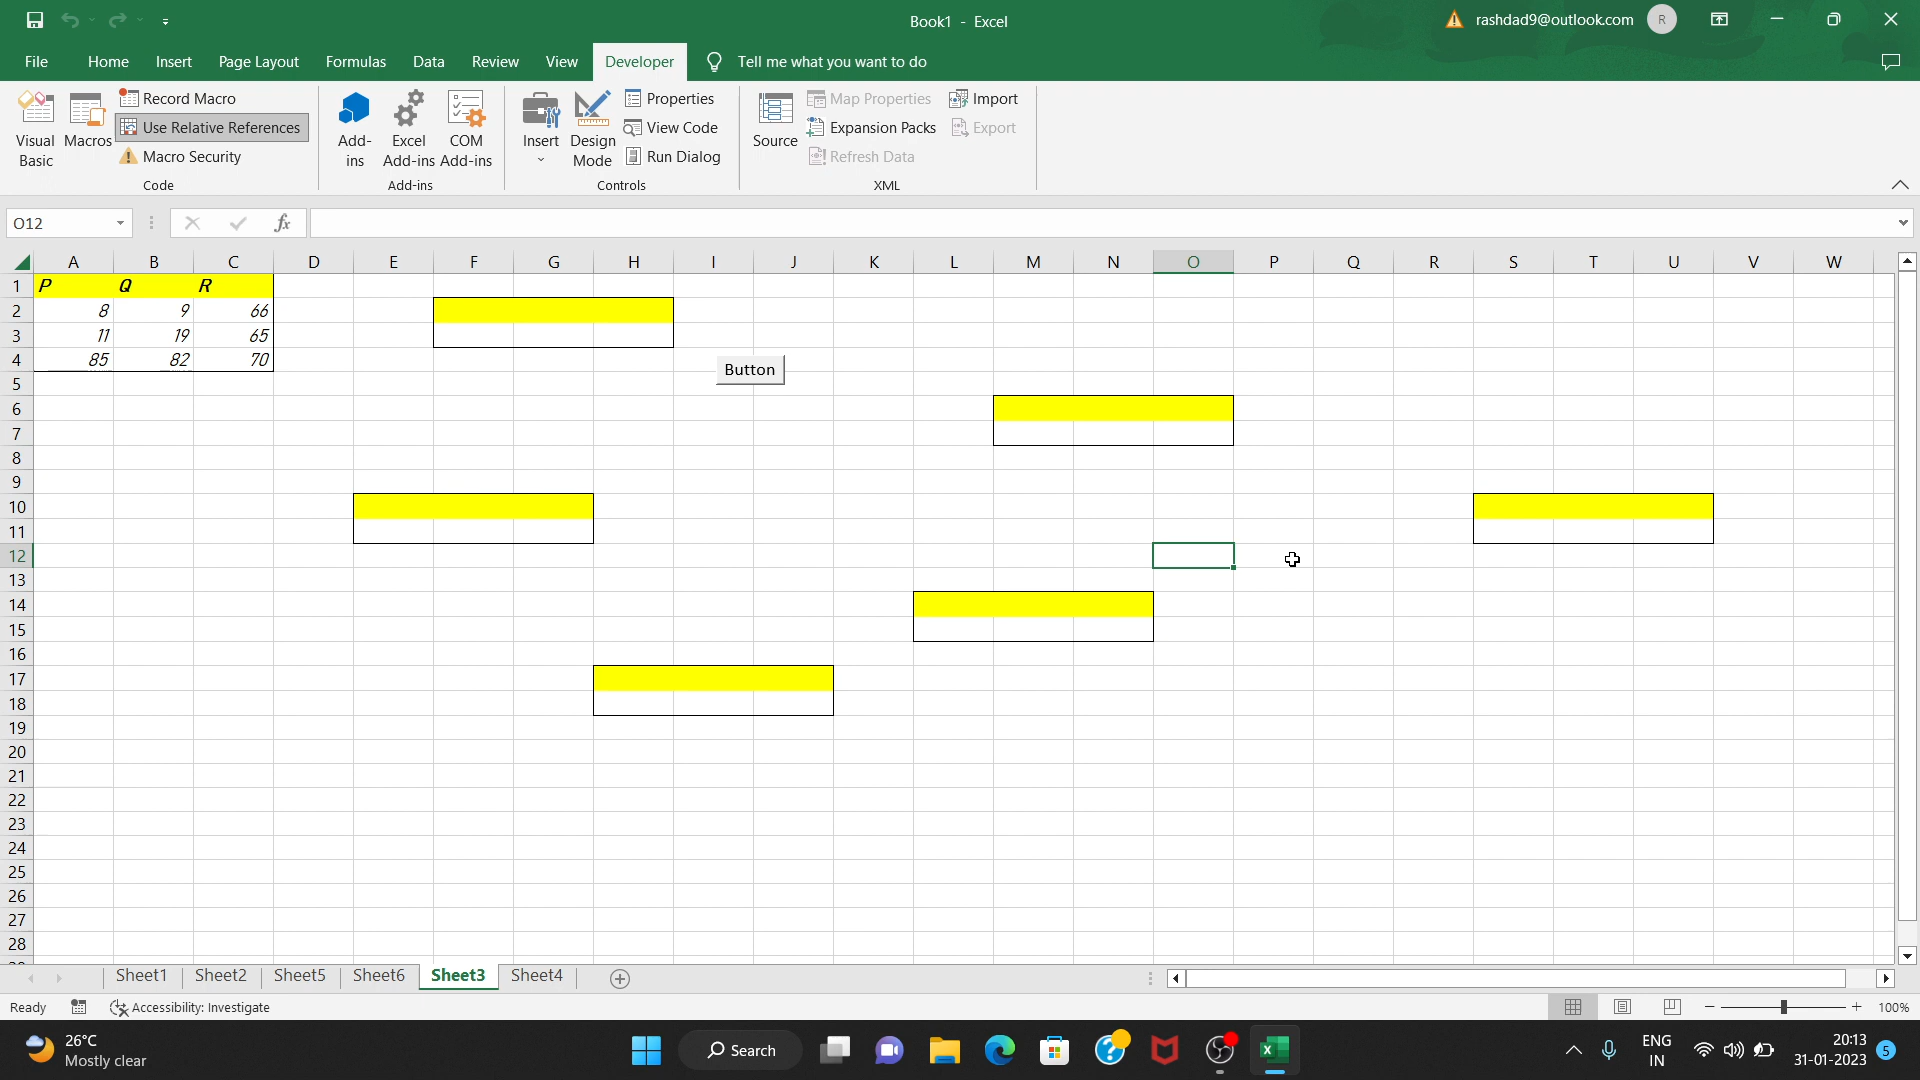 Book1 - Excel
rashdad9@outlook.com
R
File Home Insert Page Layout Formulas Data Review View Developer Tell me what you want to do
Visual Basic
Macros
Record Macro
Use Relative References
Macro Security
Code
Add-ins
Excel Add-ins
COM Add-ins
Add-ins
Insert
Design Mode
Properties
View Code
Run Dialog
Controls
Source
Map Properties
Expansion Packs
Refresh Data
Import
Export
XML
O12
fx
A B C D E F G H I J K L M N O P Q R S T U V W
1 P Q R
2 8 9 66
3 11 19 65
4 85 82 70
Button
5
6
7
8
9
10
11
12
13
14
15
16
17
18
19
20
21
22
23
24
25
26
27
28
Sheet1 Sheet2 Sheet5 Sheet6 Sheet3 Sheet4
Ready
Accessibility: Investigate
100%
26°C
Mostly clear
Search
ENG
IN
20:13
31-01-2023
5